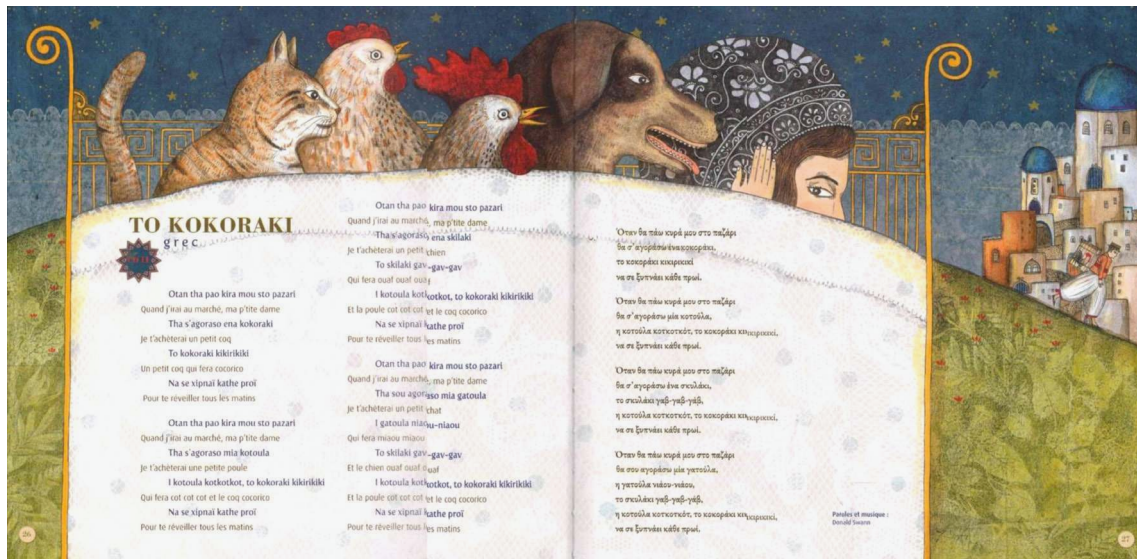 TO KOKORAKI
grec
Otan tha pao kira mou sto pazari
Quand j'irai au marché, ma p'tite dame
Tha s'agoraso ena kokoraki
Je t'achèterai un petit coq
To kokoraki kikirikiki
Un petit coq qui fera cocorico
Na se xipnaï kathe proï
Pour te réveiller tous les matins
Otan tha pao kira mou sto pazari
Quand j'irai au marché, ma p'tite dame
Tha s'agoraso mia kotoula
Je t'achèterai une petite poule
I kotoula kotkotkot, to kokoraki kikirikiki
Qui fera cot cot cot et le coq cocorico
Na se xipnaï kathe proï
Pour te réveiller tous les matins
Otan tha pao kira mou sto pazari
Quand j'irai au marché, ma p'tite dame
Tha s'agoraso ena skilaki
Je t'achèterai un petit chien
To skilaki gav-gav-gav
Qui fera ouaf ouaf ouaf
I kotoula kotkotkot, to kokoraki kikirikiki
Et la poule cot cot cot et le coq cocorico
Na se xipnaï kathe proï
Pour te réveiller tous les matins
Otan tha pao kira mou sto pazari
Quand j'irai au marché, ma p'tite dame
Tha sou agoraso mia gatoula
Je t'achèterai un petit chat
I gatoula niaou-niaou
Qui fera miaou miaou
To skilaki gav-gav-gav
Et le chien ouaf ouaf ouaf
I kotoula kotkotkot, to kokoraki kikirikiki
Et la poule cot cot cot et le coq cocorico
Na se xipnaï kathe proï
Pour te réveiller tous les matins
26
Όταν θα πάω κυρά μου στο παζάρι
θα σ'αγοράσω ένα κοκοράκι,
το κοκοράκι κικιρικικί
να σε ξυπνάει κάθε πρωί.
Όταν θα πάω κυρά μου στο παζάρι
θα σ'αγοράσω μία κοτούλα,
η κοτούλα κοτκοτκότ, το κοκοράκι κικιρικικί,
να σε ξυπνάει κάθε πρωί.
Όταν θα πάω κυρά μου στο παζάρι
θα σ'αγοράσω ένα σκυλάκι,
το σκυλάκι γαβ-γαβ-γάβ,
η κοτούλα κοτκοτκότ, το κοκοράκι κικιρικικί,
να σε ξυπνάει κάθε πρωί.
Όταν θα πάω κυρά μου στο παζάρι
θα σου αγοράσω μία γατούλα,
η γατούλα νιάου-νιάου,
το σκυλάκι γαβ-γαβ-γάβ,
η κοτούλα κοτκοτκότ, το κοκοράκι κικιρικικί,
να σε ξυπνάει κάθε πρωί.
Paroles et musique :
Donald Swann
27